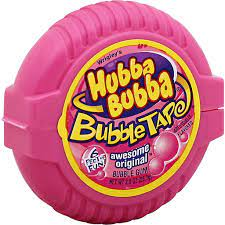 Wrigley's
Hubba
Bubba
Bubble Tape
6
FEET OF
FUN
awesome
original
BUBBLE GUM